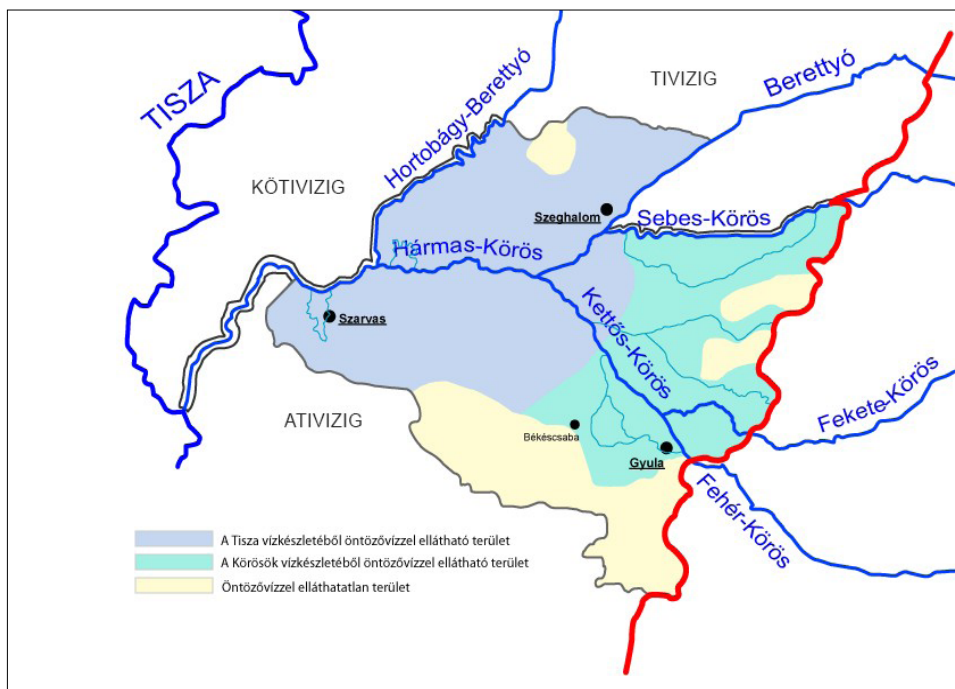 TISZA
Hortobágy-Berettyó
TIVIZIG
Berettyó
KÖTIVIZIG
Szeghalom
Sebes-Körös
Hármas-Körös
Szarvas
Kettős-Körös
ATIVIZIG
Békéscsaba
Gyula
Fekete-Körös
Fehér-Körös
A Tisza vízkészletéből öntözővízzel ellátható terület
A Körösök vízkészletéből öntözővízzel ellátható terület
Öntözővízzel elláthatatlan terület